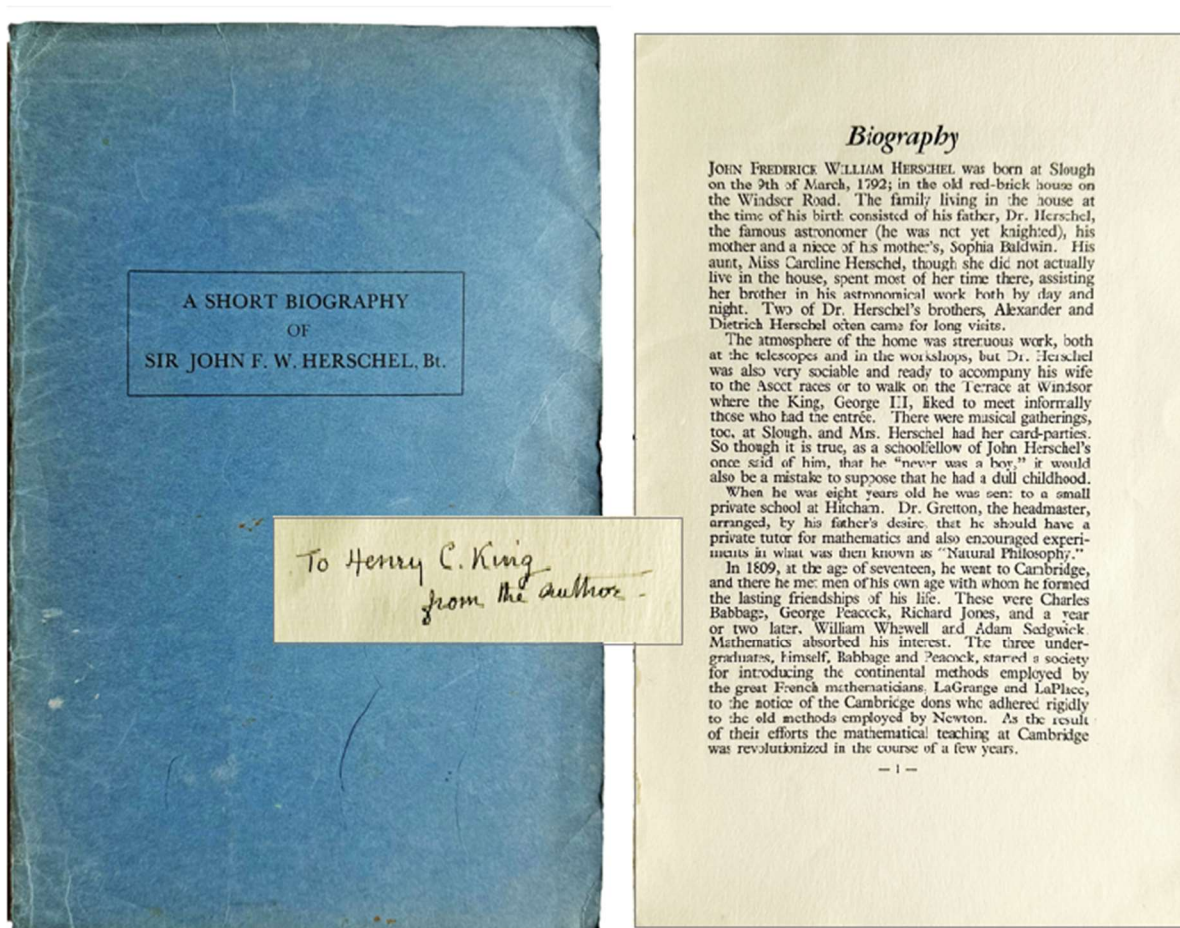 A SHORT BIOGRAPHY
OF
SIR JOHN F. W. HERSCHEL, Bt.
To Henry C. King
from the author
Biography
JOHN FREDERICK WILLIAM HERSCHEL was born at Slough
on the 9th of March, 1792; in the old red-brick house on
the Windsor Road. The family living in the house at
the time of his birth consisted of his father, Dr. Herschel,
the famous astronomer (he was not yet knighted), his
mother and a niece of his mother's, Sophia Baldwin. His
aunt, Miss Caroline Herschel, though she did not actually
live in the house, spent most of her time there, assisting
her brother in his astronomical work both by day and
night. Two of Dr. Herschel's brothers, Alexander and
Dietrich Herschel often came for long visits.
The atmosphere of the home was strenuous work, both
at the telescopes and in the workshops, but Dr. Herschel
was also very sociable and ready to accompany his wife
to the Ascot races or to walk on the Terrace at Windsor
where the King, George III, liked to meet informally
those who had the entrée. There were musical gatherings,
too, at Slough, and Mrs. Herschel had her card-parties.
So though it is true, as a schoolfellow of John Herschel's
once said of him, that he "never was a boy," it would
also be a mistake to suppose that he had a dull childhood.
When he was eight years old he was sent to a small
private school at Hitcham. Dr. Gretton, the headmaster,
arranged, by his father's desire, that he should have a
private tutor for mathematics and also encouraged experi-
ments in what was then known as "Natural Philosophy."
In 1809, at the age of seventeen, he went to Cambridge,
and there he met men of his own age with whom he formed
the lasting friendships of his life. These were Charles
Babbage, George Peacock, Richard Jones, and a year
or two later, William Whewell and Adam Sedgwick.
Mathematics absorbed his interest. The three under-
graduates, himself, Babbage and Peacock, started a society
for introducing the continental methods employed by
the great French mathematicians, LaGrange and LaPlace,
to the notice of the Cambridge dons who adhered rigidly
to the old methods employed by Newton. As the result
of their efforts the mathematical teaching at Cambridge
was revolutionized in the course of a few years.
— 1 —